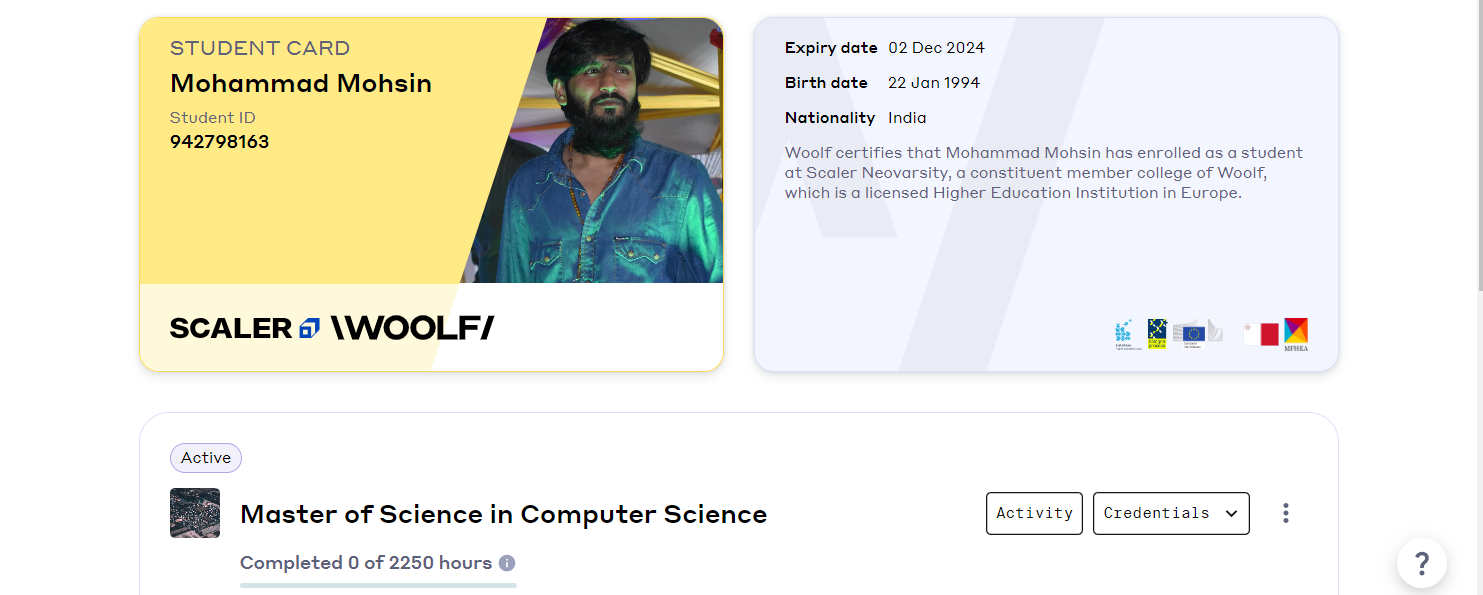 STUDENT CARD
Mohammad Mohsin
Student ID
942798163
SCALER \WOOLF/
Expiry date 02 Dec 2024
Birth date 22 Jan 1994
Nationality India
Woolf certifies that Mohammad Mohsin has enrolled as a student
at Scaler Neovarsity, a constituent member college of Woolf,
which is a licensed Higher Education Institution in Europe.
MFHEA
Active
Master of Science in Computer Science
Activity
Credentials
Completed 0 of 2250 hours
?